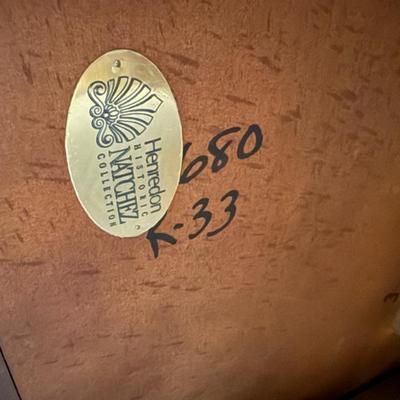 Henredon
HISTORIC
NATCHEZ
COLLECTION
680
K-33